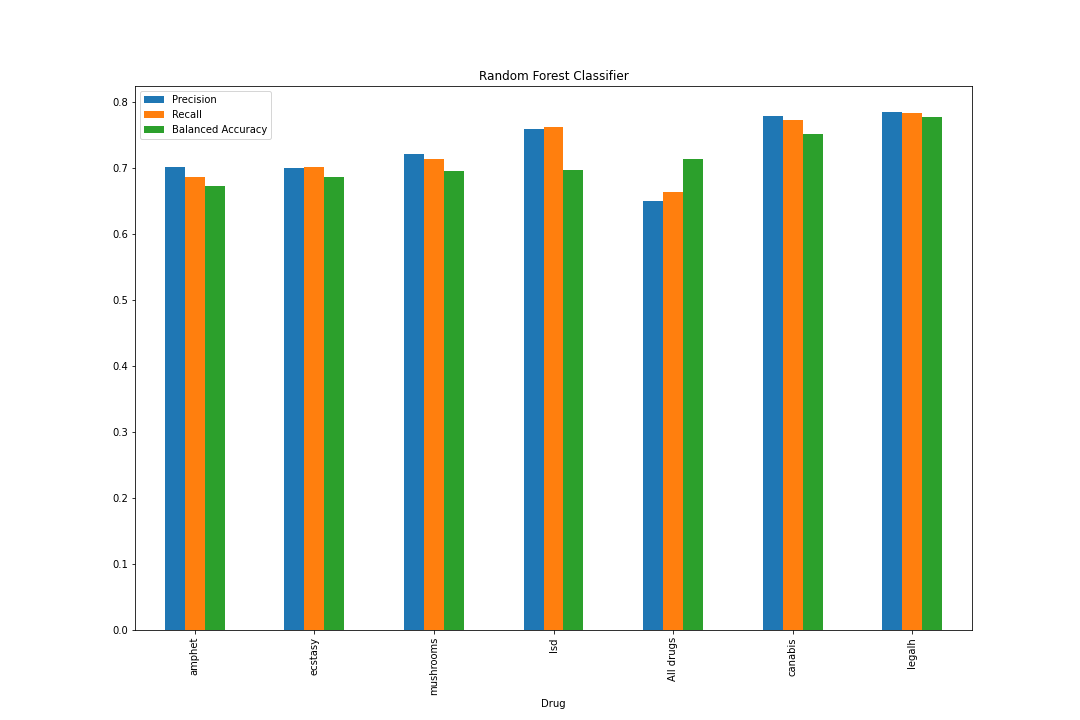 Random Forest Classifier
Precision
Recall
Balanced Accuracy
0.8
0.7
0.6
0.5
0.4
0.3
0.2
0.1
0.0
amphet
ecstasy
mushrooms
lsd
All drugs
canabis
legalh
Drug